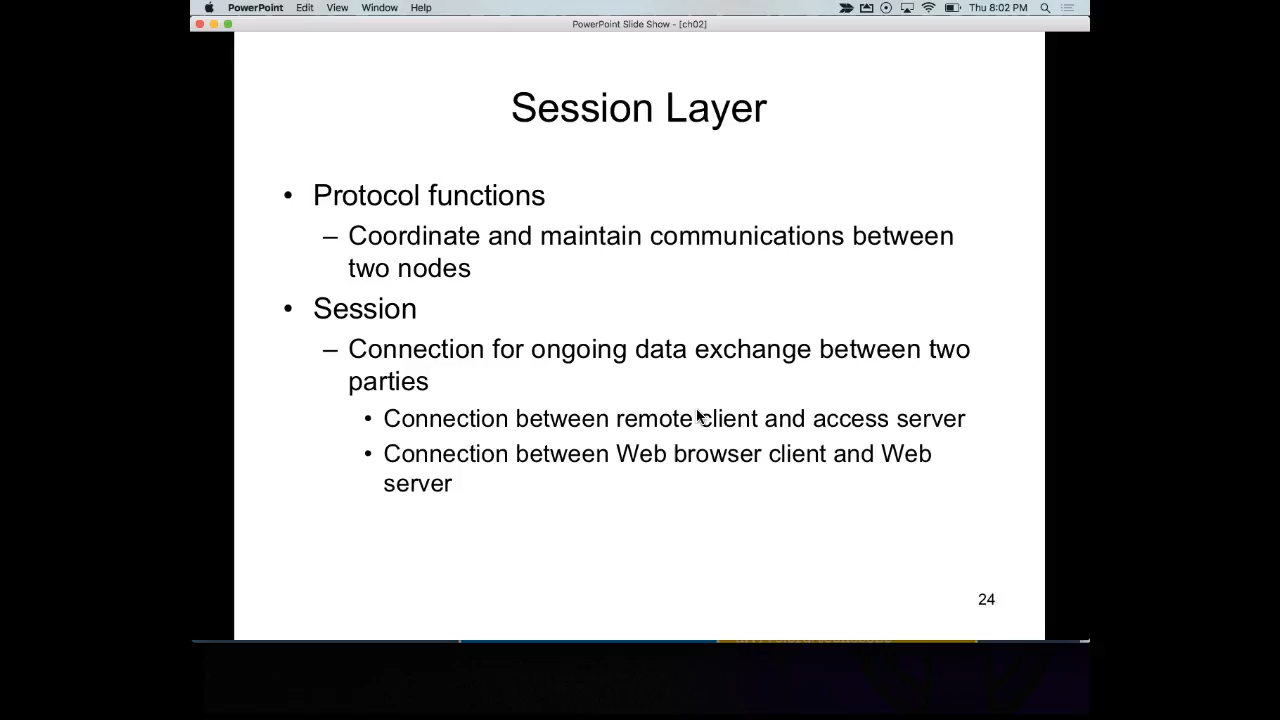 PowerPoint Edit View Window Help Thu 8:02 PM
PowerPoint Slide Show - [ch02]
Session Layer
• Protocol functions
– Coordinate and maintain communications between
two nodes
• Session
– Connection for ongoing data exchange between two
parties
• Connection between remote client and access server
• Connection between Web browser client and Web
server
24